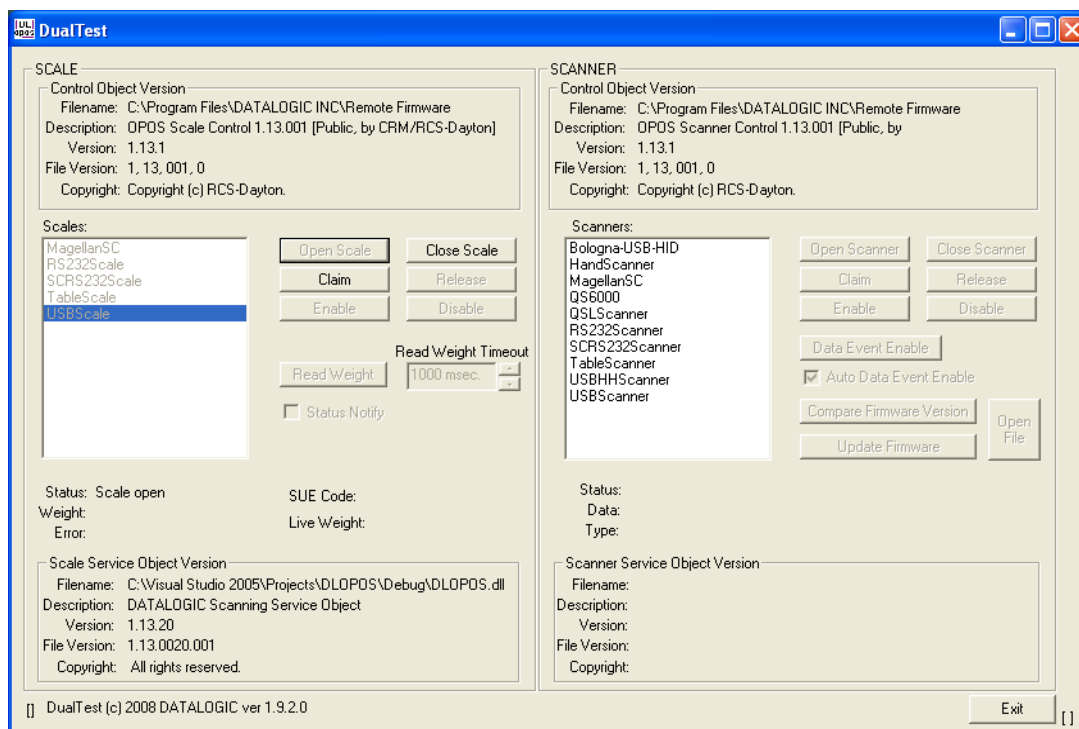 UL
opos
DualTest
SCALE
Control Object Version
Filename: C:\Program Files\DATALOGIC INC\Remote Firmware
Description: OPOS Scale Control 1.13.001 [Public, by CRM/RCS-Dayton]
Version: 1.13.1
File Version: 1, 13, 001, 0
Copyright: Copyright (c) RCS-Dayton.
Scales:
MagellanSC
RS232Scale
SCRS232Scale
TableScale
USBScale
Open Scale
Close Scale
Claim
Release
Enable
Disable
Read Weight Timeout
Read Weight
1000 msec.
Status Notify
Status: Scale open
Weight:
Error:
SUE Code:
Live Weight:
Scale Service Object Version
Filename: C:\Visual Studio 2005\Projects\DLOPOS\Debug\DLOPOS.dll
Description: DATALOGIC Scanning Service Object
Version: 1.13.20
File Version: 1.13.0020.001
Copyright: All rights reserved.
SCANNER
Control Object Version
Filename: C:\Program Files\DATALOGIC INC\Remote Firmware
Description: OPOS Scanner Control 1.13.001 [Public, by
Version: 1.13.1
File Version: 1, 13, 001, 0
Copyright: Copyright (c) RCS-Dayton.
Scanners:
Bologna-USB-HID
HandScanner
MagellanSC
QS6000
QSLScanner
RS232Scanner
SCRS232Scanner
TableScanner
USBHHScanner
USBScanner
Open Scanner
Close Scanner
Claim
Release
Enable
Disable
Data Event Enable
Auto Data Event Enable
Compare Firmware Version
Update Firmware
Open
File
Status:
Data:
Type:
Scanner Service Object Version
Filename:
Description:
Version:
File Version:
Copyright:
[] DualTest (c) 2008 DATALOGIC ver 1.9.2.0
Exit
[ ]